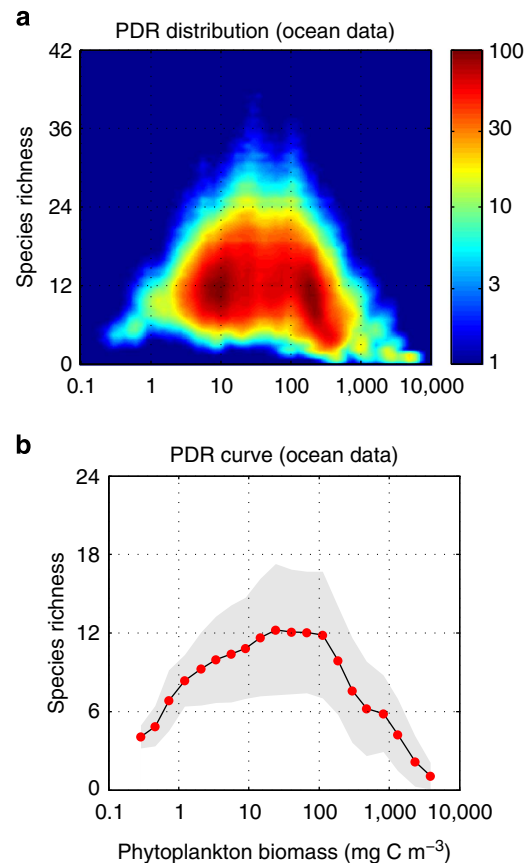 a
PDR distribution (ocean data)
Species richness
42
36
24
12
0
0.1 1 10 100 1,000 10,000
100
30
10
3
1
b
PDR curve (ocean data)
Species richness
24
18
12
6
0
0.1 1 10 100 1,000 10,000
Phytoplankton biomass (mg C m⁻³)